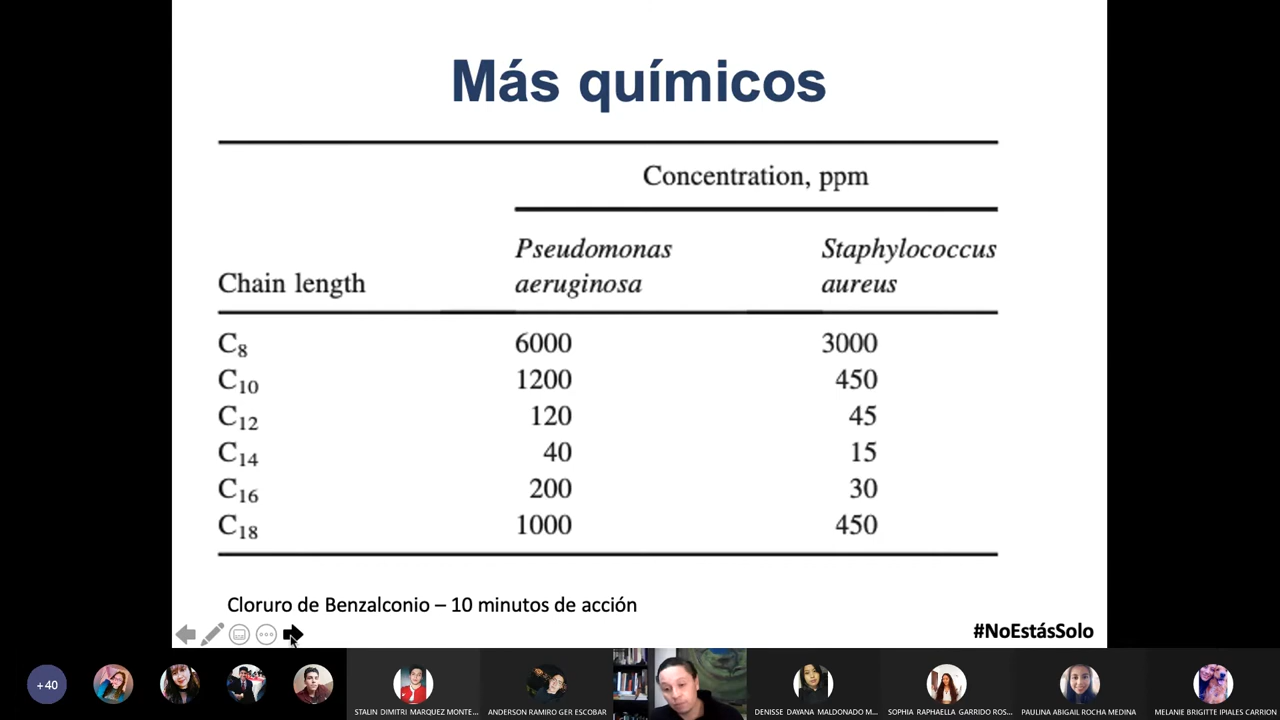 Más químicos
Concentration, ppm
Pseudomonas Staphylococcus
Chain length aeruginosa aureus
C₈ 6000 3000
C₁₀ 1200 450
C₁₂ 120 45
C₁₄ 40 15
C₁₆ 200 30
C₁₈ 1000 450
Cloruro de Benzalconio – 10 minutos de acción
#NoEstásSolo
+40
STALIN DIMITRI MARQUEZ MONTE...
ANDERSON RAMIRO GER ESCOBAR
DENISSE DAYANA MALDONADO M...
SOPHIA RAPHAELLA GARRIDO ROS...
PAULINA ABIGAIL ROCHA MEDINA
MELANIE BRIGITTE IPIALES CARRION